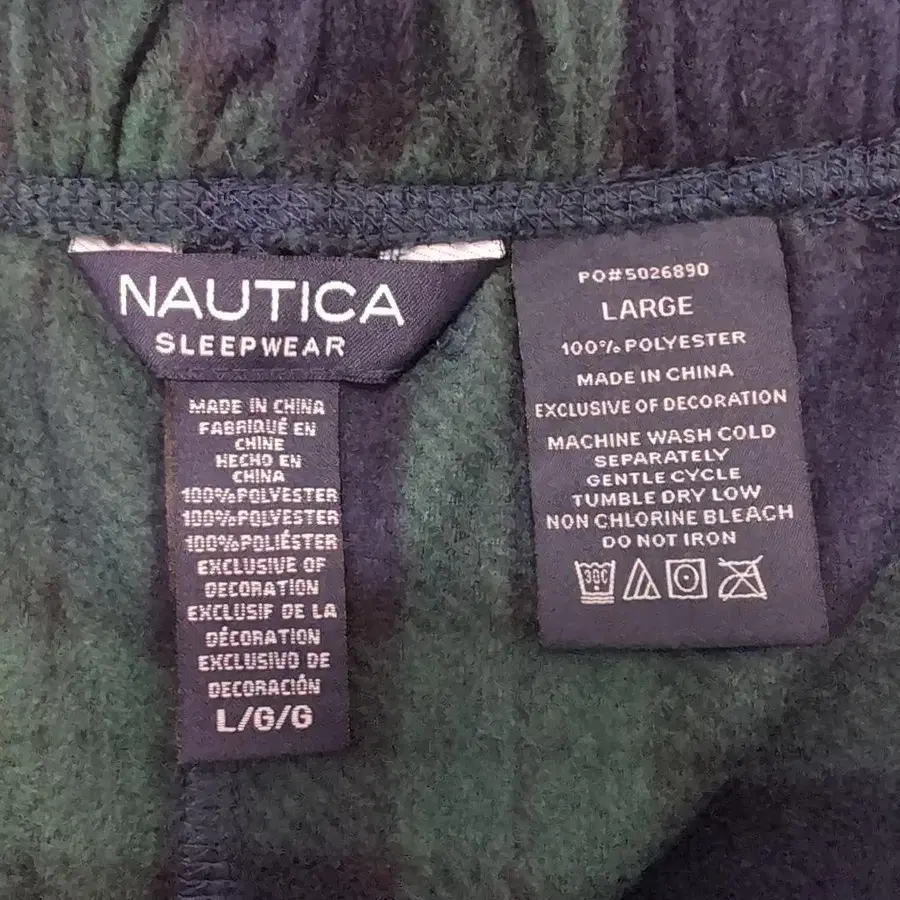 NAUTICA
SLEEPWEAR
MADE IN CHINA
FABRIQUÉ EN
CHINE
HECHO EN
CHINA
100%POLYESTER
100%POLYESTER
100%POLIÉSTER
EXCLUSIVE OF
DECORATION
EXCLUSIF DE LA
DÉCORATION
EXCLUSIVO DE
DECORACIÓN
L/G/G
PO#5026890
LARGE
100% POLYESTER
MADE IN CHINA
EXCLUSIVE OF DECORATION
MACHINE WASH COLD
SEPARATELY
GENTLE CYCLE
TUMBLE DRY LOW
NON CHLORINE BLEACH
DO NOT IRON
30C